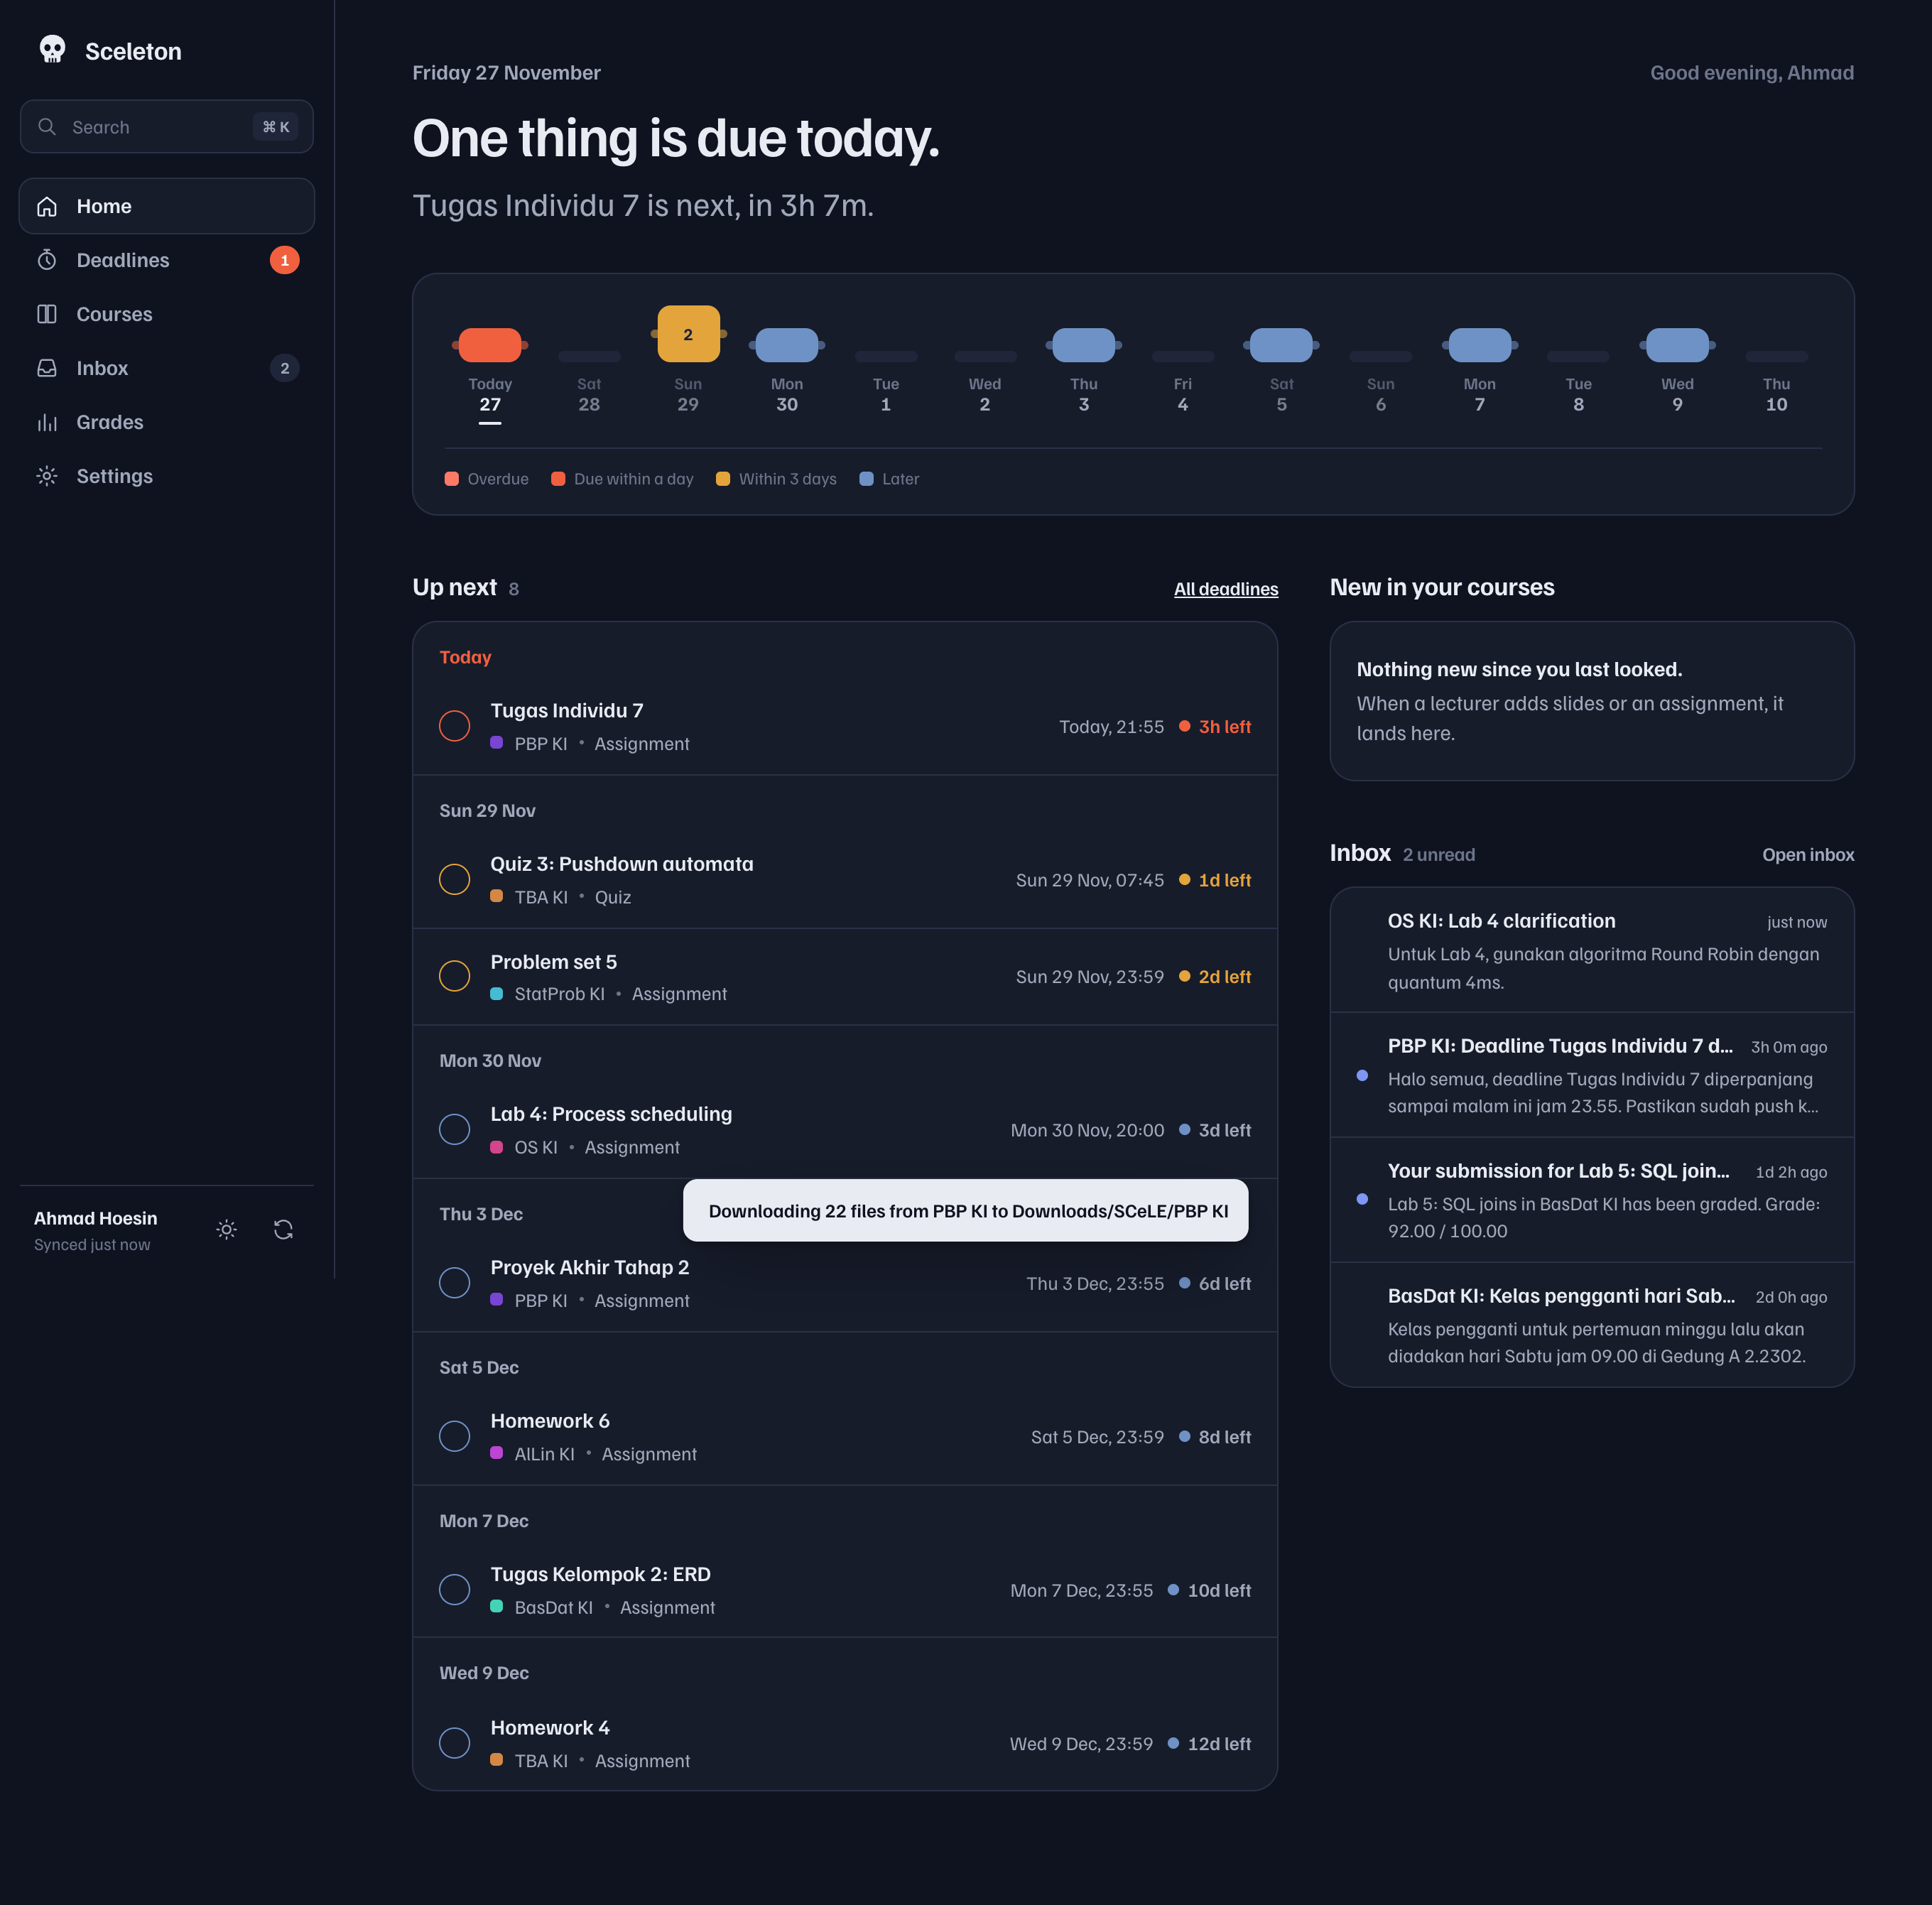 Sceleton
Search
⌘ K
Home
Deadlines
1
Courses
Inbox
2
Grades
Settings
Ahmad Hoesin
Synced just now
Friday 27 November
Good evening, Ahmad
One thing is due today.
Tugas Individu 7 is next, in 3h 7m.
2
Today Sat Sun Mon Tue Wed Thu Fri Sat Sun Mon Tue Wed Thu
27 28 29 30 1 2 3 4 5 6 7 8 9 10
Overdue Due within a day Within 3 days Later
Up next 8
All deadlines
Today
Tugas Individu 7
PBP KI • Assignment
Today, 21:55 3h left
Sun 29 Nov
Quiz 3: Pushdown automata
TBA KI • Quiz
Sun 29 Nov, 07:45 1d left
Problem set 5
StatProb KI • Assignment
Sun 29 Nov, 23:59 2d left
Mon 30 Nov
Lab 4: Process scheduling
OS KI • Assignment
Mon 30 Nov, 20:00 3d left
Thu 3 Dec
Downloading 22 files from PBP KI to Downloads/SCeLE/PBP KI
Proyek Akhir Tahap 2
PBP KI • Assignment
Thu 3 Dec, 23:55 6d left
Sat 5 Dec
Homework 6
AlLin KI • Assignment
Sat 5 Dec, 23:59 8d left
Mon 7 Dec
Tugas Kelompok 2: ERD
BasDat KI • Assignment
Mon 7 Dec, 23:55 10d left
Wed 9 Dec
Homework 4
TBA KI • Assignment
Wed 9 Dec, 23:59 12d left
New in your courses
Nothing new since you last looked.
When a lecturer adds slides or an assignment, it
lands here.
Inbox 2 unread
Open inbox
OS KI: Lab 4 clarification
just now
Untuk Lab 4, gunakan algoritma Round Robin dengan
quantum 4ms.
PBP KI: Deadline Tugas Individu 7 d...
3h 0m ago
Halo semua, deadline Tugas Individu 7 diperpanjang
sampai malam ini jam 23.55. Pastikan sudah push k...
Your submission for Lab 5: SQL join...
1d 2h ago
Lab 5: SQL joins in BasDat KI has been graded. Grade:
92.00 / 100.00
BasDat KI: Kelas pengganti hari Sab...
2d 0h ago
Kelas pengganti untuk pertemuan minggu lalu akan
diadakan hari Sabtu jam 09.00 di Gedung A 2.2302.